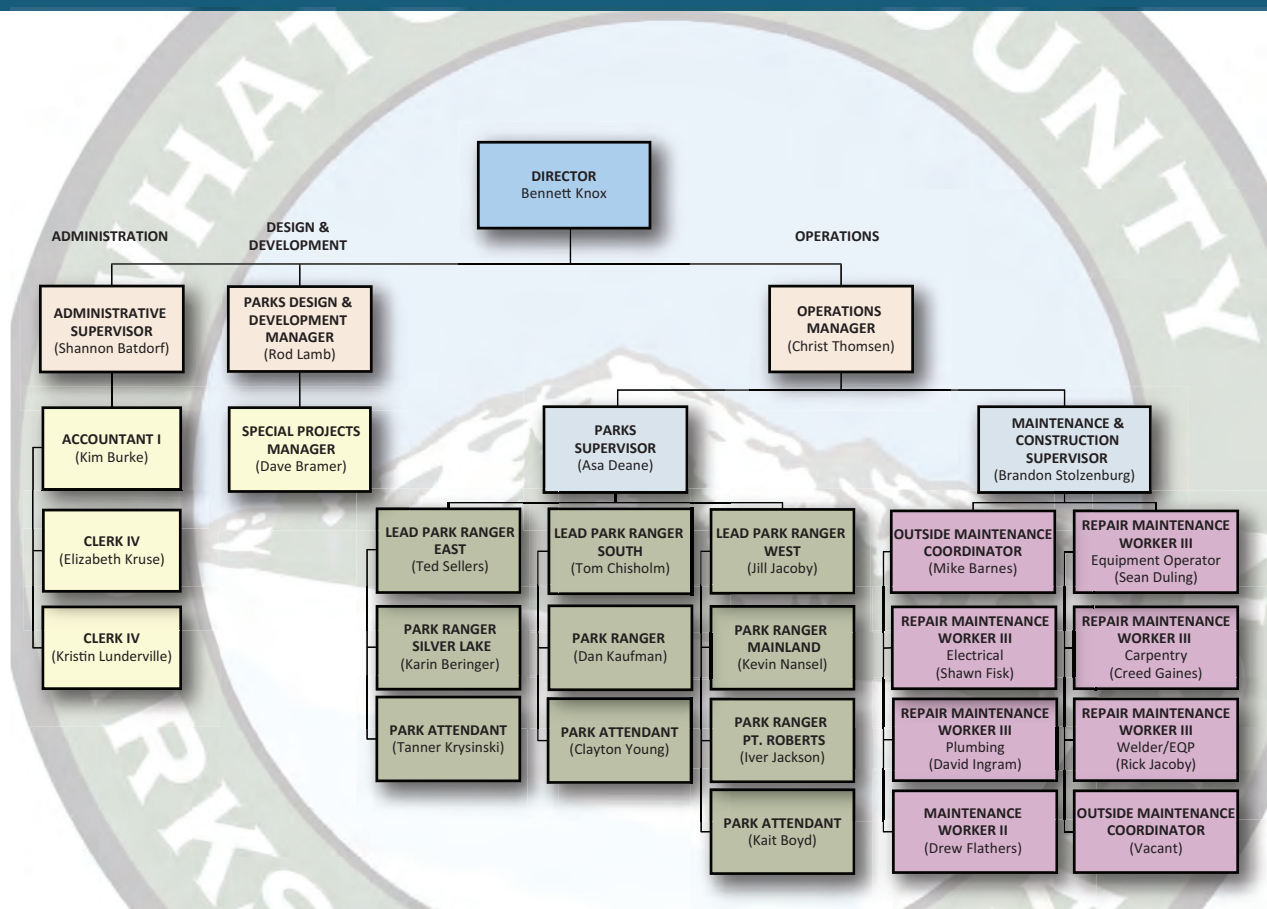 DIRECTOR
Bennett Knox
ADMINISTRATION
DESIGN &
DEVELOPMENT
OPERATIONS
ADMINISTRATIVE
SUPERVISOR
(Shannon Batdorf)
PARKS DESIGN &
DEVELOPMENT
MANAGER
(Rod Lamb)
OPERATIONS
MANAGER
(Christ Thomsen)
ACCOUNTANT I
(Kim Burke)
SPECIAL PROJECTS
MANAGER
(Dave Bramer)
PARKS
SUPERVISOR
(Asa Deane)
MAINTENANCE &
CONSTRUCTION
SUPERVISOR
(Brandon Stolzenburg)
CLERK IV
(Elizabeth Kruse)
CLERK IV
(Kristin Lunderville)
LEAD PARK RANGER
EAST
(Ted Sellers)
PARK RANGER
SILVER LAKE
(Karin Beringer)
PARK ATTENDANT
(Tanner Krysinski)
LEAD PARK RANGER
SOUTH
(Tom Chisholm)
PARK RANGER
(Dan Kaufman)
PARK ATTENDANT
(Clayton Young)
LEAD PARK RANGER
WEST
(Jill Jacoby)
PARK RANGER
MAINLAND
(Kevin Nansel)
PARK RANGER
PT. ROBERTS
(Iver Jackson)
PARK ATTENDANT
(Kait Boyd)
OUTSIDE MAINTENANCE
COORDINATOR
(Mike Barnes)
REPAIR MAINTENANCE
WORKER III
Electrical
(Shawn Fisk)
REPAIR MAINTENANCE
WORKER III
Plumbing
(David Ingram)
MAINTENANCE
WORKER II
(Drew Flathers)
REPAIR MAINTENANCE
WORKER III
Equipment Operator
(Sean Duling)
REPAIR MAINTENANCE
WORKER III
Carpentry
(Creed Gaines)
REPAIR MAINTENANCE
WORKER III
Welder/EQP
(Rick Jacoby)
OUTSIDE MAINTENANCE
COORDINATOR
(Vacant)